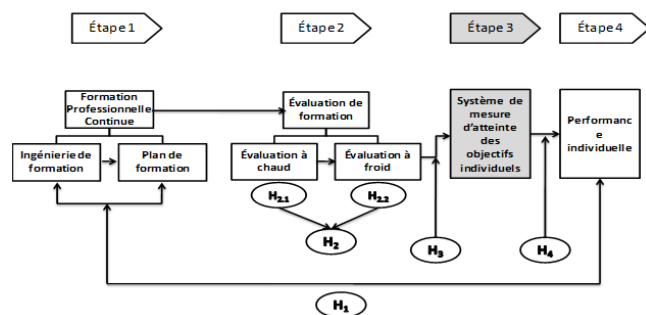 Étape 1
Étape 2
Étape 3
Étape 4
Formation
Professionnelle
Continue
Évaluation de
formation
Système de
mesure
d'atteinte
des
objectifs
individuels
Performanc
e
individuelle
Ingénierie de
formation
Plan de
formation
Évaluation à
chaud
Évaluation à
froid
H2.1
H2.2
H2
H3
H4
H1